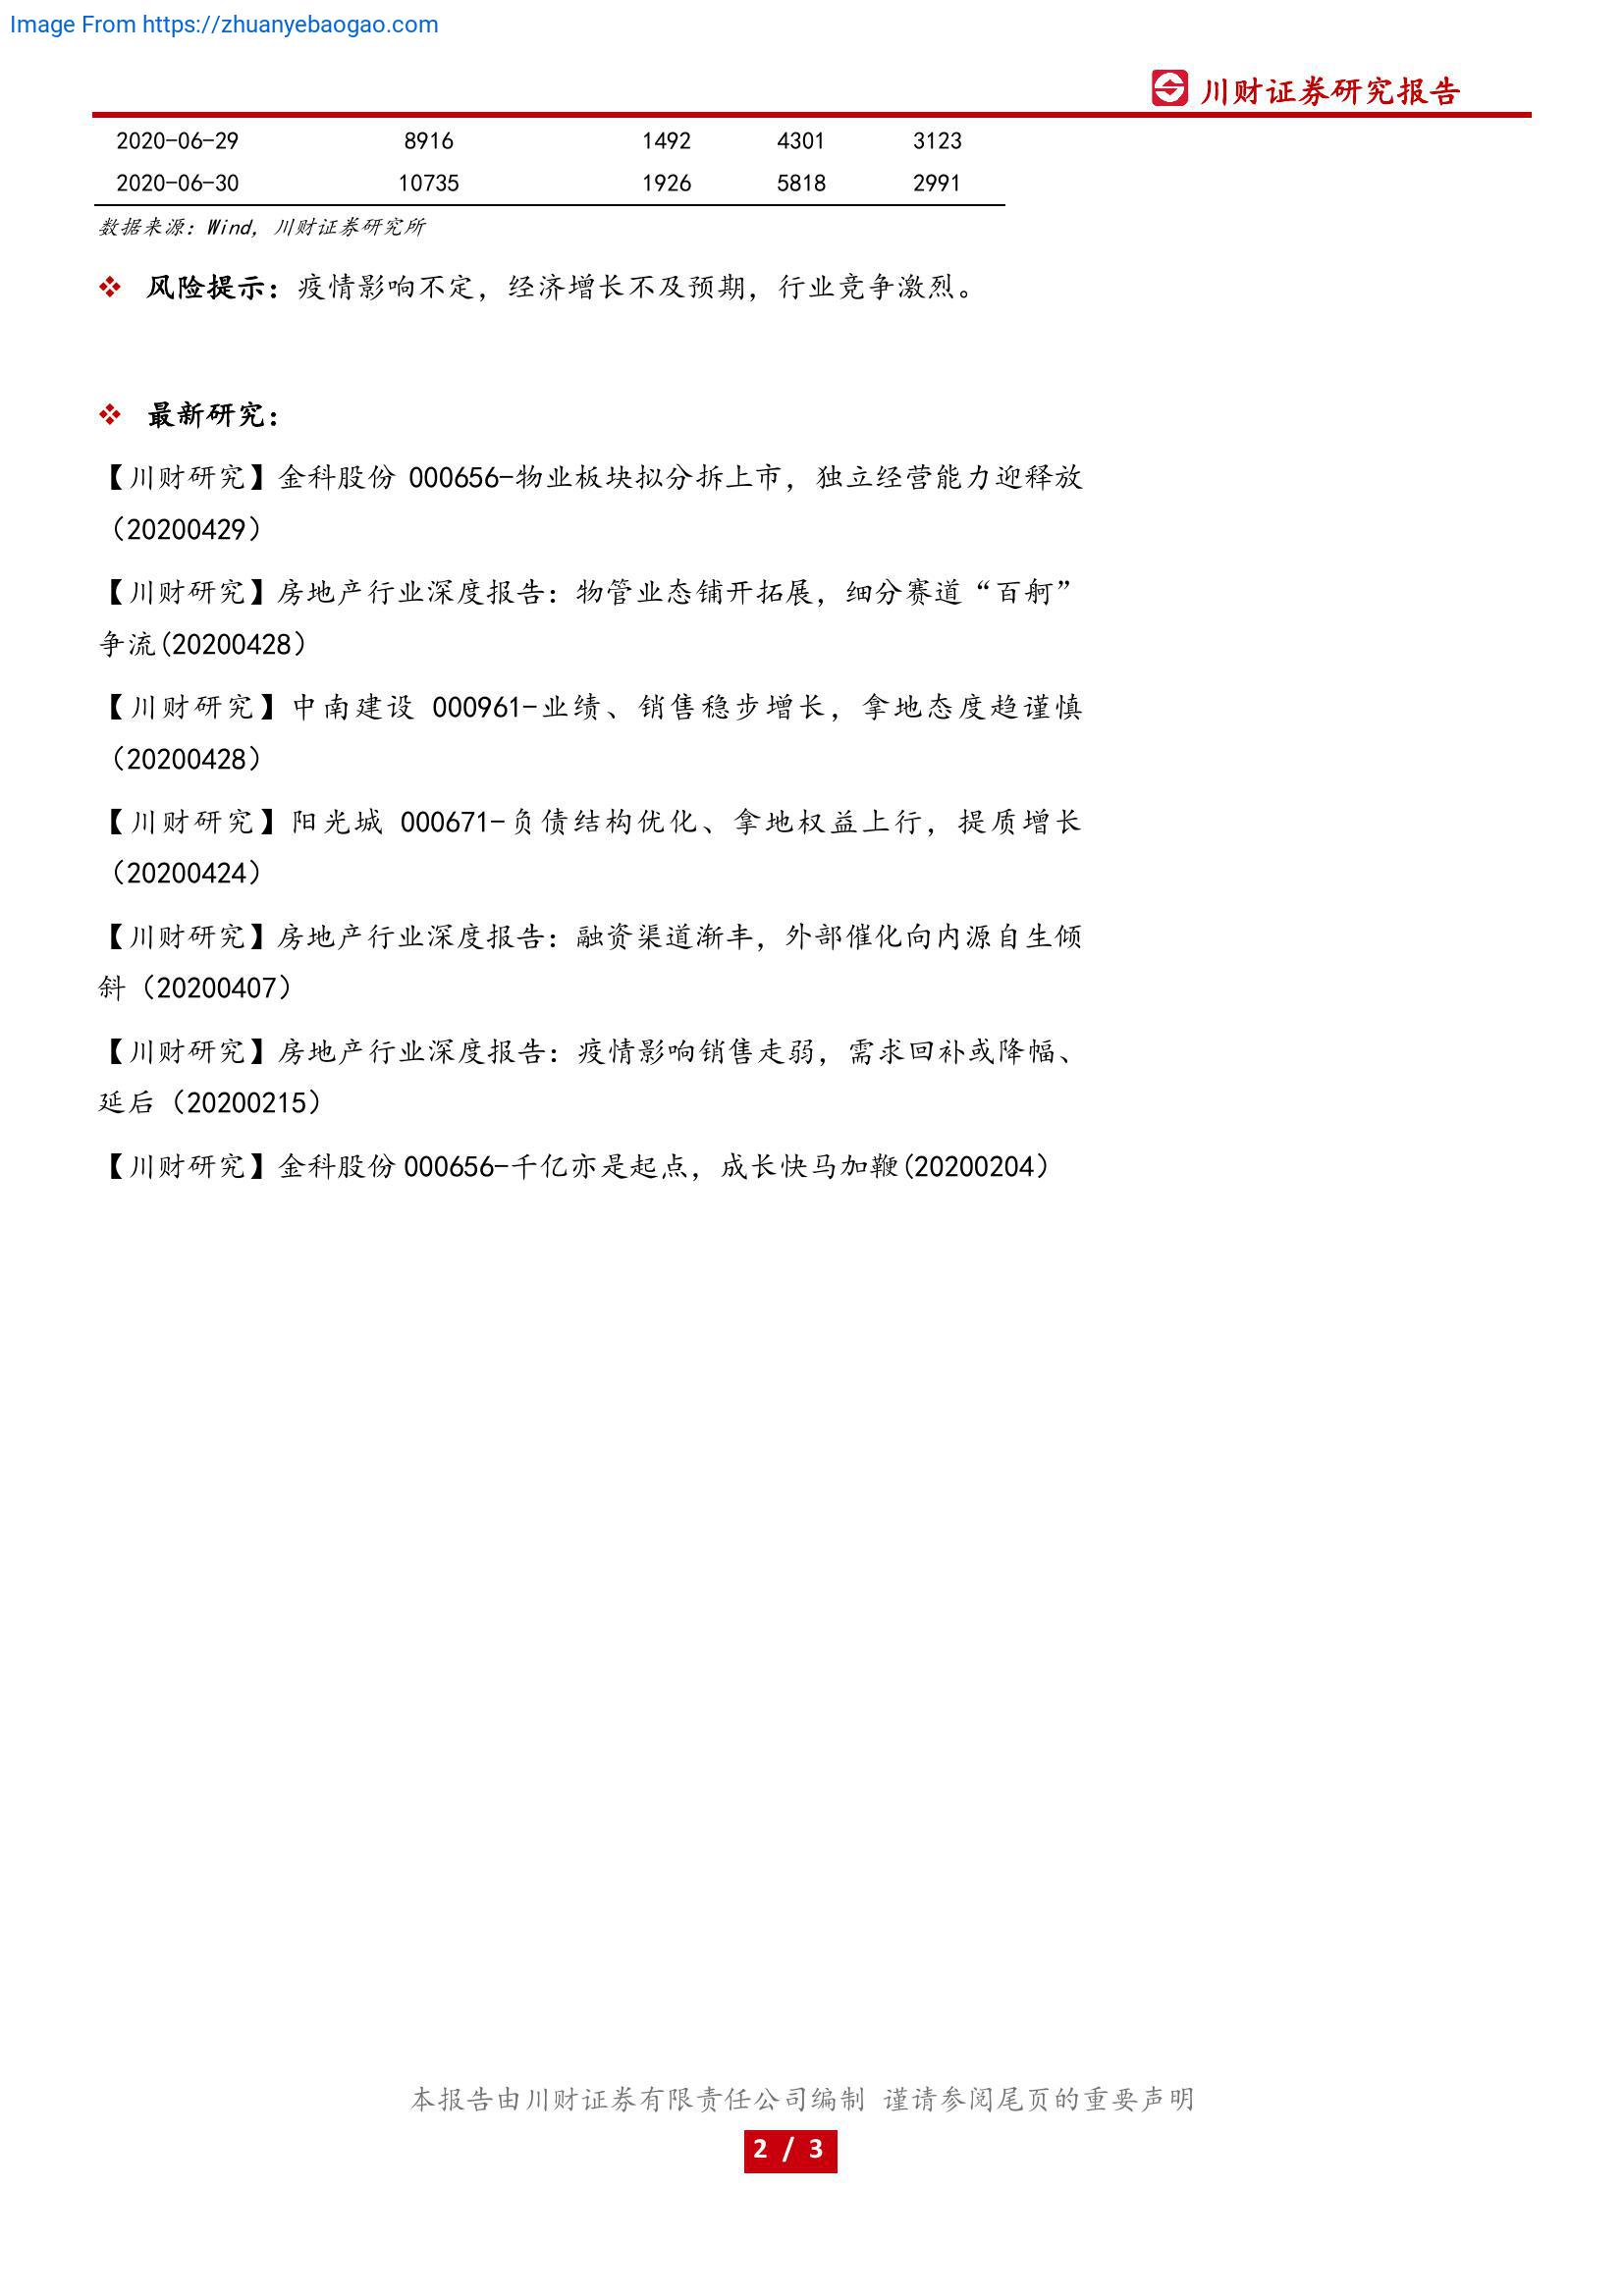 Image From https://zhuanyebaogao.com
川财证券研究报告
2020-06-29 8916 1492 4301 3123
2020-06-30 10735 1926 5818 2991
数据来源：Wind，川财证券研究所
风险提示：疫情影响不定，经济增长不及预期，行业竞争激烈。
最新研究：
【川财研究】金科股份 000656-物业板块拟分拆上市，独立经营能力迎释放
（20200429）
【川财研究】房地产行业深度报告：物管业态铺开拓展，细分赛道“百舸”
争流(20200428）
【川财研究】中南建设 000961-业绩、销售稳步增长，拿地态度趋谨慎
（20200428）
【川财研究】阳光城 000671-负债结构优化、拿地权益上行，提质增长
（20200424）
【川财研究】房地产行业深度报告：融资渠道渐丰，外部催化向内源自生倾
斜（20200407）
【川财研究】房地产行业深度报告：疫情影响销售走弱，需求回补或降幅、
延后（20200215）
【川财研究】金科股份 000656-千亿亦是起点，成长快马加鞭(20200204）
本报告由川财证券有限责任公司编制 谨请参阅尾页的重要声明
2 / 3